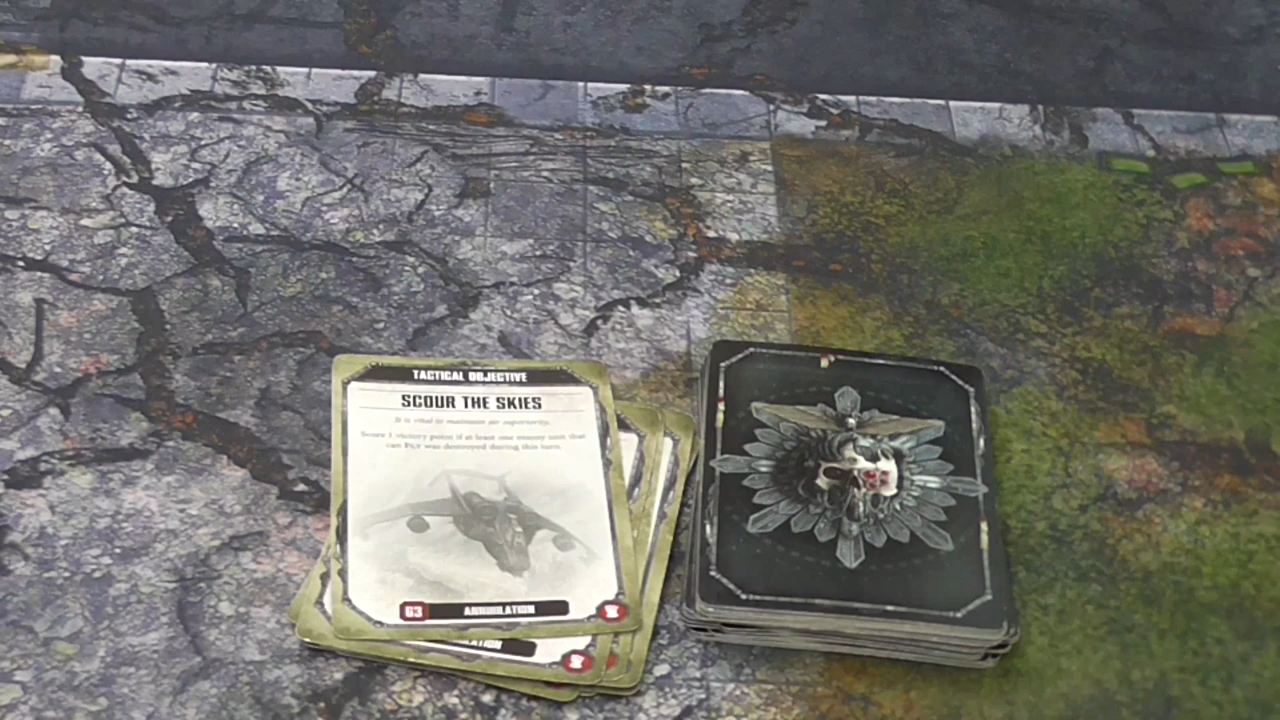 TACTICAL OBJECTIVE
SCOUR THE SKIES
It is vital to maintain air superiority.
Score 1 victory point if at least one enemy unit that
can FLY was destroyed during this turn.
63 ANNIHILATION